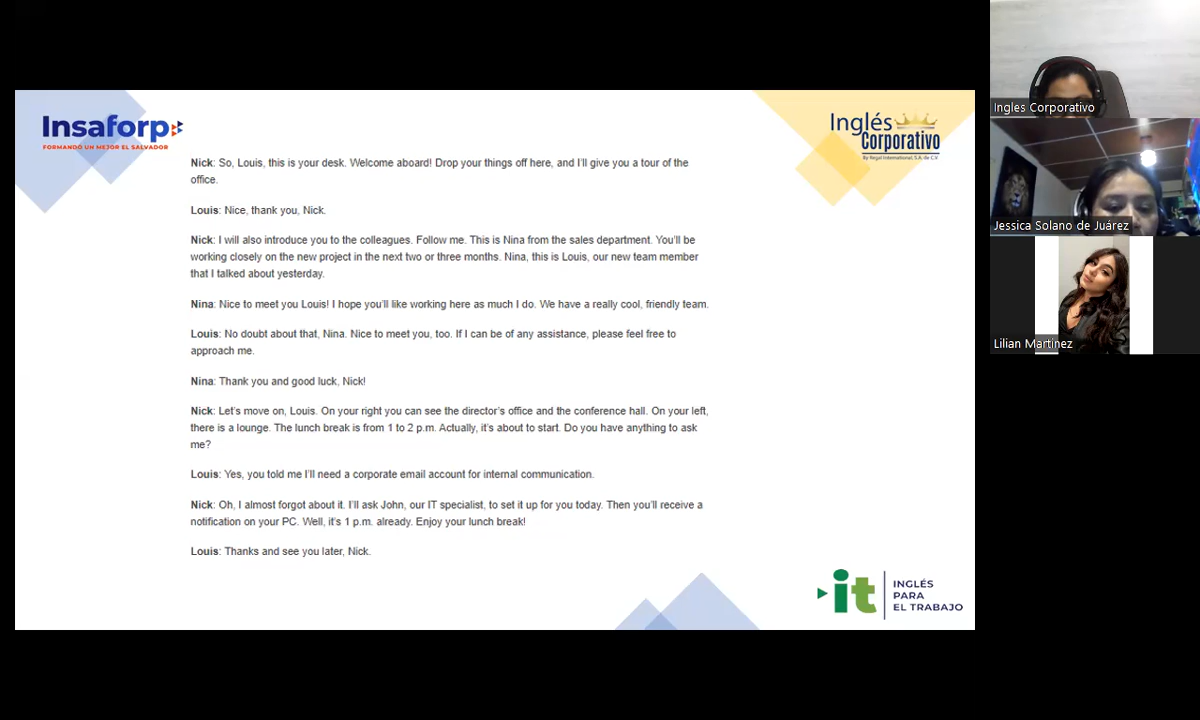 Insaforp
FORMANDO UN MEJOR EL SALVADOR
Inglés
Corporativo
By Regal International, S.A. de C.V
Nick: So, Louis, this is your desk. Welcome aboard! Drop your things off here, and I'll give you a tour of the
office.
Louis: Nice, thank you, Nick.
Nick: I will also introduce you to the colleagues. Follow me. This is Nina from the sales department. You'll be
working closely on the new project in the next two or three months. Nina, this is Louis, our new team member
that I talked about yesterday.
Nina: Nice to meet you Louis! I hope you'll like working here as much I do. We have a really cool, friendly team.
Louis: No doubt about that, Nina. Nice to meet you, too. If I can be of any assistance, please feel free to
approach me.
Nina: Thank you and good luck, Nick!
Nick: Let's move on, Louis. On your right you can see the director's office and the conference hall. On your left,
there is a lounge. The lunch break is from 1 to 2 p.m. Actually, it's about to start. Do you have anything to ask
me?
Louis: Yes, you told me I'll need a corporate email account for internal communication.
Nick: Oh, I almost forgot about it. I'll ask John, our IT specialist, to set it up for you today. Then you'll receive a
notification on your PC. Well, it's 1 p.m. already. Enjoy your lunch break!
Louis: Thanks and see you later, Nick.
it
INGLÉS
PARA
EL TRABAJO
Ingles Corporativo
Jessica Solano de Juárez
Lilian Martinez